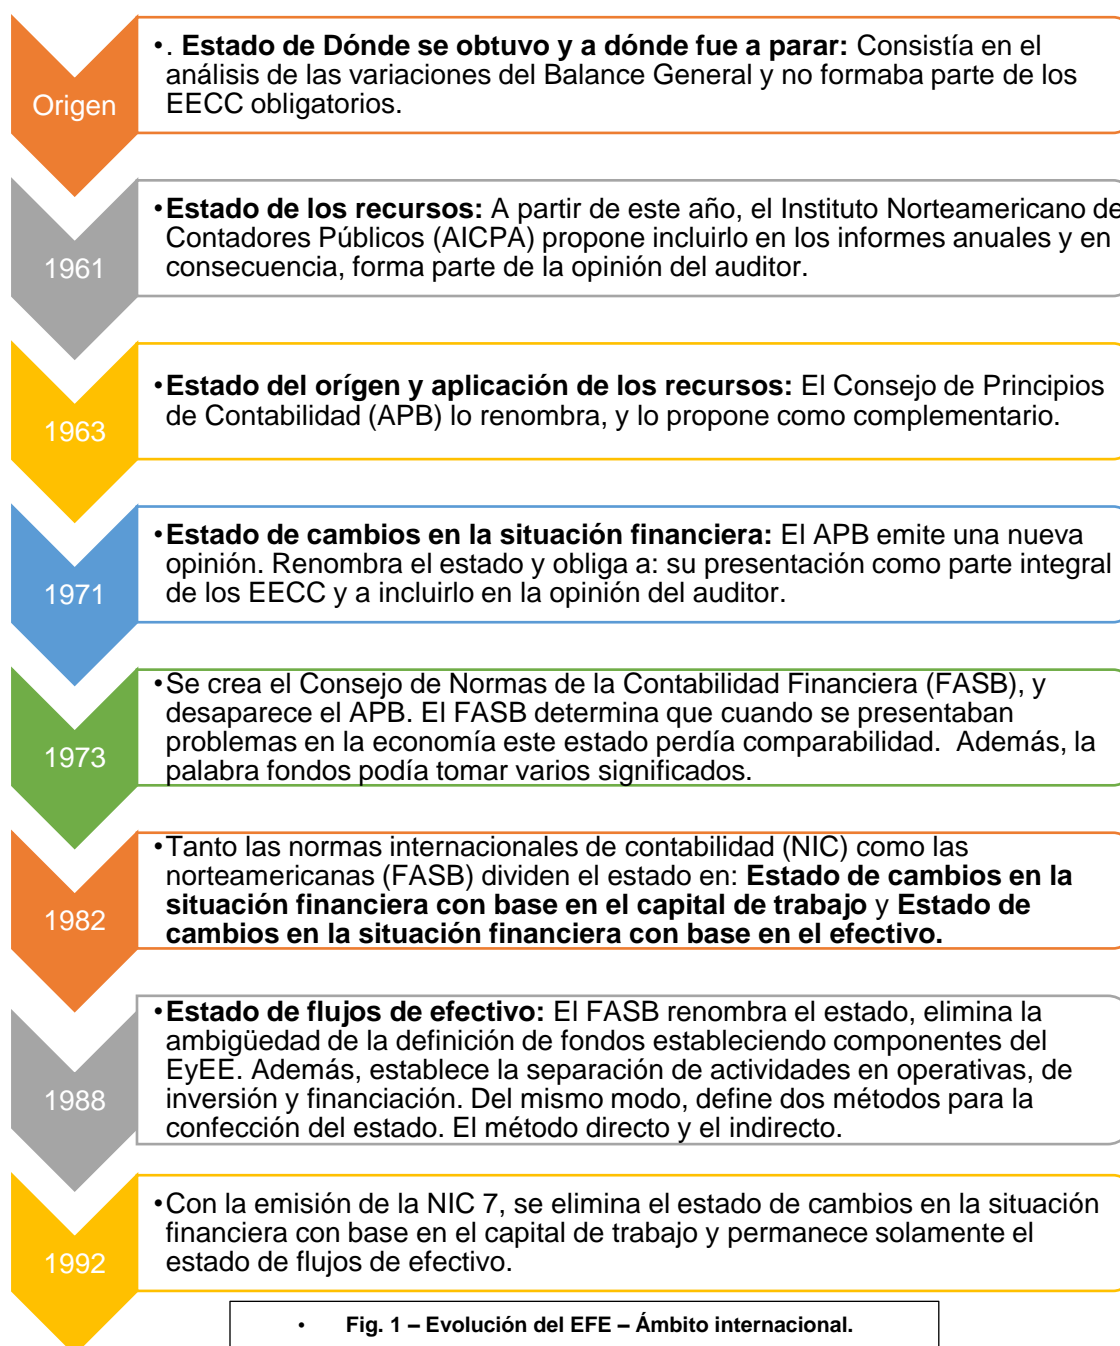 •. Estado de Dónde se obtuvo y a dónde fue a parar: Consistía en el
análisis de las variaciones del Balance General y no formaba parte de los
EECC obligatorios.
Origen
•Estado de los recursos: A partir de este año, el Instituto Norteamericano de
Contadores Públicos (AICPA) propone incluirlo en los informes anuales y en
consecuencia, forma parte de la opinión del auditor.
1961
•Estado del orígen y aplicación de los recursos: El Consejo de Principios
de Contabilidad (APB) lo renombra, y lo propone como complementario.
1963
•Estado de cambios en la situación financiera: El APB emite una nueva
opinión. Renombra el estado y obliga a: su presentación como parte integral
de los EECC y a incluirlo en la opinión del auditor.
1971
•Se crea el Consejo de Normas de la Contabilidad Financiera (FASB), y
desaparece el APB. El FASB determina que cuando se presentaban
problemas en la economía este estado perdía comparabilidad.  Además, la
palabra fondos podía tomar varios significados.
1973
•Tanto las normas internacionales de contabilidad (NIC) como las
norteamericanas (FASB) dividen el estado en: Estado de cambios en la
situación financiera con base en el capital de trabajo y Estado de
cambios en la situación financiera con base en el efectivo.
1982
•Estado de flujos de efectivo: El FASB renombra el estado, elimina la
ambigüedad de la definición de fondos estableciendo componentes del
EyEE. Además, establece la separación de actividades en operativas, de
inversión y financiación. Del mismo modo, define dos métodos para la
confección del estado. El método directo y el indirecto.
1988
•Con la emisión de la NIC 7, se elimina el estado de cambios en la situación
financiera con base en el capital de trabajo y permanece solamente el
estado de flujos de efectivo.
1992
• Fig. 1 – Evolución del EFE – Ámbito internacional.